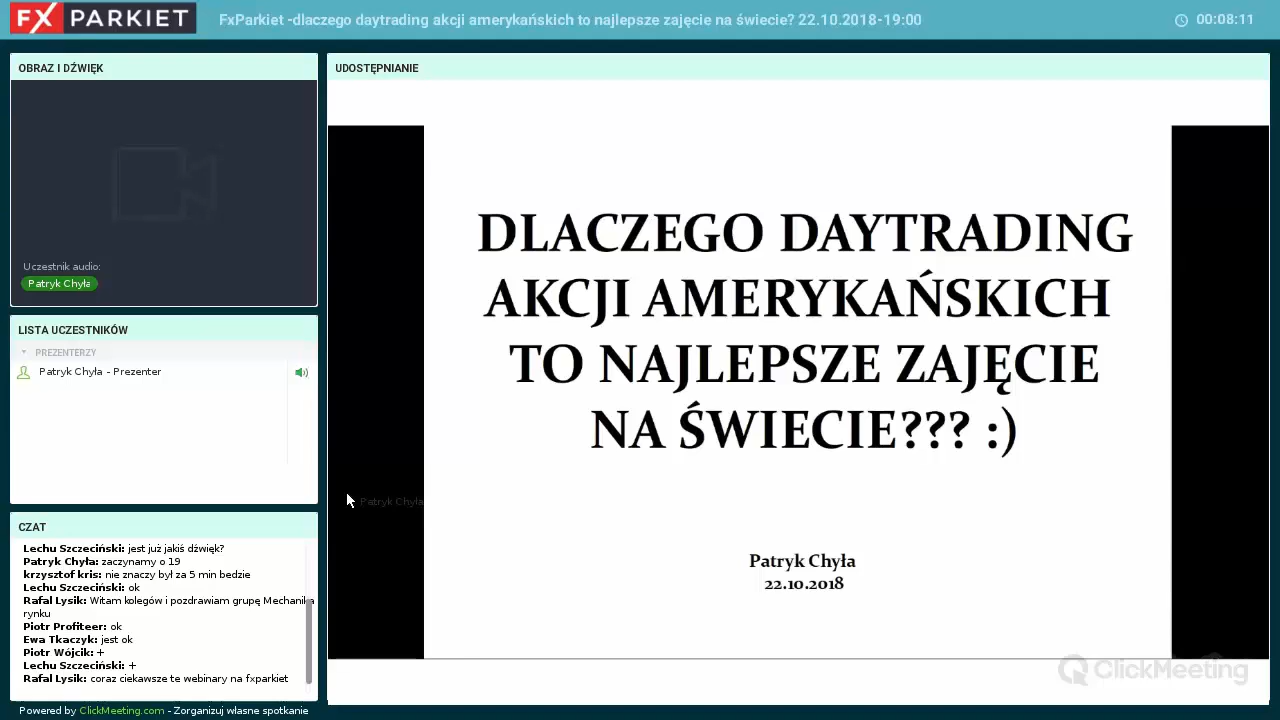 FX PARKIET
FxParkiet -dlaczego daytrading akcji amerykańskich to najlepsze zajęcie na świecie? 22.10.2018-19:00
00:08:11
OBRAZ I DŹWIĘK
Uczestnik audio:
Patryk Chyła
LISTA UCZESTNIKÓW
PREZENTERZY
Patryk Chyła - Prezenter
CZAT
Lechu Szczeciński: jest już jakiś dźwięk?
Patryk Chyła: zaczynamy o 19
krzysztof kris: nie znaczy był za 5 min bedzie
Lechu Szczeciński: ok
Rafal Lysik: Witam kolegów i pozdrawiam grupę Mechanika
rynku
Piotr Profiteer: ok
Ewa Tkaczyk: jest ok
Piotr Wójcik: +
Lechu Szczeciński: +
Rafal Lysik: coraz ciekawsze te webinary na fxparkiet
Powered by ClickMeeting.com - Zorganizuj własne spotkanie
UDOSTĘPNIANIE
DLACZEGO DAYTRADING
AKCJI AMERYKAŃSKICH
TO NAJLEPSZE ZAJĘCIE
NA ŚWIECIE??? :)
Patryk Chyła
Patryk Chyła
22.10.2018
ClickMeeting